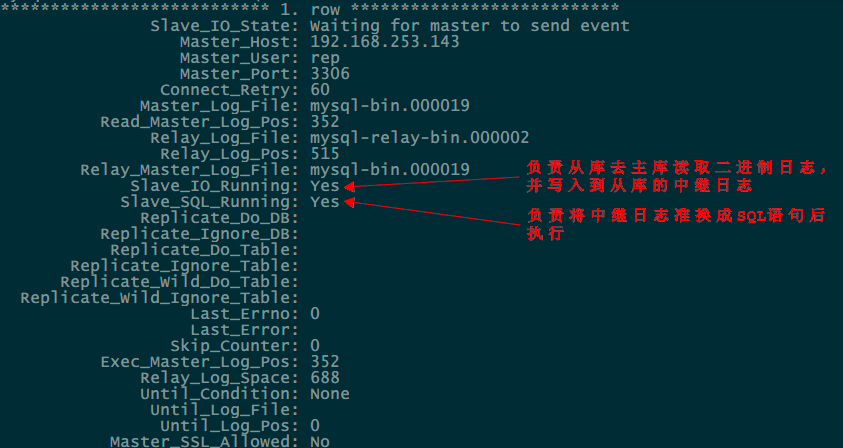 *************************** 1. row ***************************
Slave_IO_State: Waiting for master to send event
Master_Host: 192.168.253.143
Master_User: rep
Master_Port: 3306
Connect_Retry: 60
Master_Log_File: mysql-bin.000019
Read_Master_Log_Pos: 352
Relay_Log_File: mysql-relay-bin.000002
Relay_Log_Pos: 515
Relay_Master_Log_File: mysql-bin.000019
负责从库去主库读取二进制日志,
并写入到从库的中继日志
Slave_IO_Running: Yes
Slave_SQL_Running: Yes
负责将中继日志准换成SQL语句后
执行
Replicate_Do_DB:
Replicate_Ignore_DB:
Replicate_Do_Table:
Replicate_Ignore_Table:
Replicate_Wild_Do_Table:
Replicate_Wild_Ignore_Table:
Last_Errno: 0
Last_Error:
Skip_Counter: 0
Exec_Master_Log_Pos: 352
Relay_Log_Space: 688
Until_Condition: None
Until_Log_File:
Until_Log_Pos: 0
Master_SSL_Allowed: No